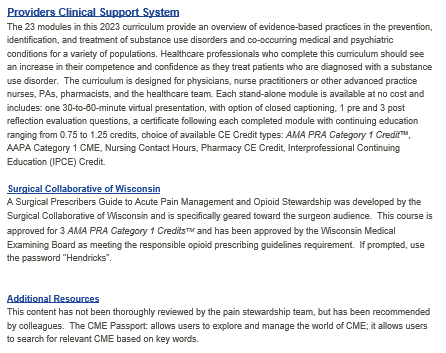 Providers Clinical Support System
The 23 modules in this 2023 curriculum provide an overview of evidence-based practices in the prevention,
identification, and treatment of substance use disorders and co-occurring medical and psychiatric
conditions for a variety of populations. Healthcare professionals who complete this curriculum should see
an increase in their competence and confidence as they treat patients who are diagnosed with a substance
use disorder.  The curriculum is designed for physicians, nurse practitioners or other advanced practice
nurses, PAs, pharmacists, and the healthcare team. Each stand-alone module is available at no cost and
includes: one 30-to-60-minute virtual presentation, with option of closed captioning, 1 pre and 3 post
reflection evaluation questions, a certificate following each completed module with continuing education
ranging from 0.75 to 1.25 credits, choice of available CE Credit types: AMA PRA Category 1 Credit™,
AAPA Category 1 CME, Nursing Contact Hours, Pharmacy CE Credit, Interprofessional Continuing
Education (IPCE) Credit.
Surgical Collaborative of Wisconsin
A Surgical Prescribers Guide to Acute Pain Management and Opioid Stewardship was developed by the
Surgical Collaborative of Wisconsin and is specifically geared toward the surgeon audience.  This course is
approved for 3 AMA PRA Category 1 Credits™ and has been approved by the Wisconsin Medical
Examining Board as meeting the responsible opioid prescribing guidelines requirement.  If prompted, use
the password "Hendricks".
Additional Resources
This content has not been thoroughly reviewed by the pain stewardship team, but has been recommended
by colleagues.  The CME Passport: allows users to explore and manage the world of CME; it allows users
to search for relevant CME based on key words.